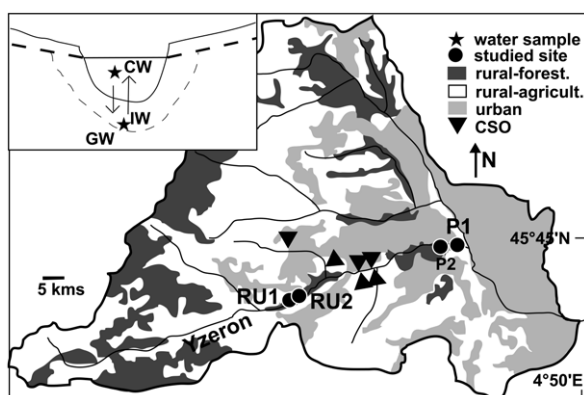 CW
IW
GW
water sample
studied site
rural-forest.
rural-agricult.
urban
CSO
N
P1
P2
45°45'N
5 kms
RU1
RU2
Yzeron
4°50'E